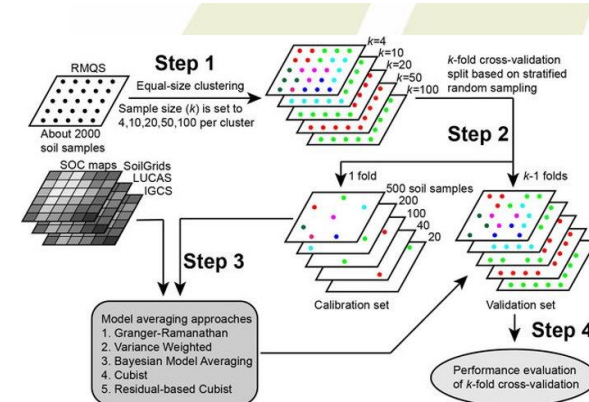 Step 1
RMQS
Equal-size clustering
Sample size (k) is set to
4,10,20,50,100 per cluster
About 2000
soil samples
k=4
k=10
k=20
k=50
k=100
k-fold cross-validation
split based on stratified
random sampling
Step 2
1 fold
k-1 folds
SOC maps
SoilGrids
LUCAS
IGCS
500 soil samples
200
100
40
20
Step 3
Calibration set
Validation set
Model averaging approaches
1. Granger-Ramanathan
2. Variance Weighted
3. Bayesian Model Averaging
4. Cubist
5. Residual-based Cubist
Step 4
Performance evaluation
of k-fold cross-validation